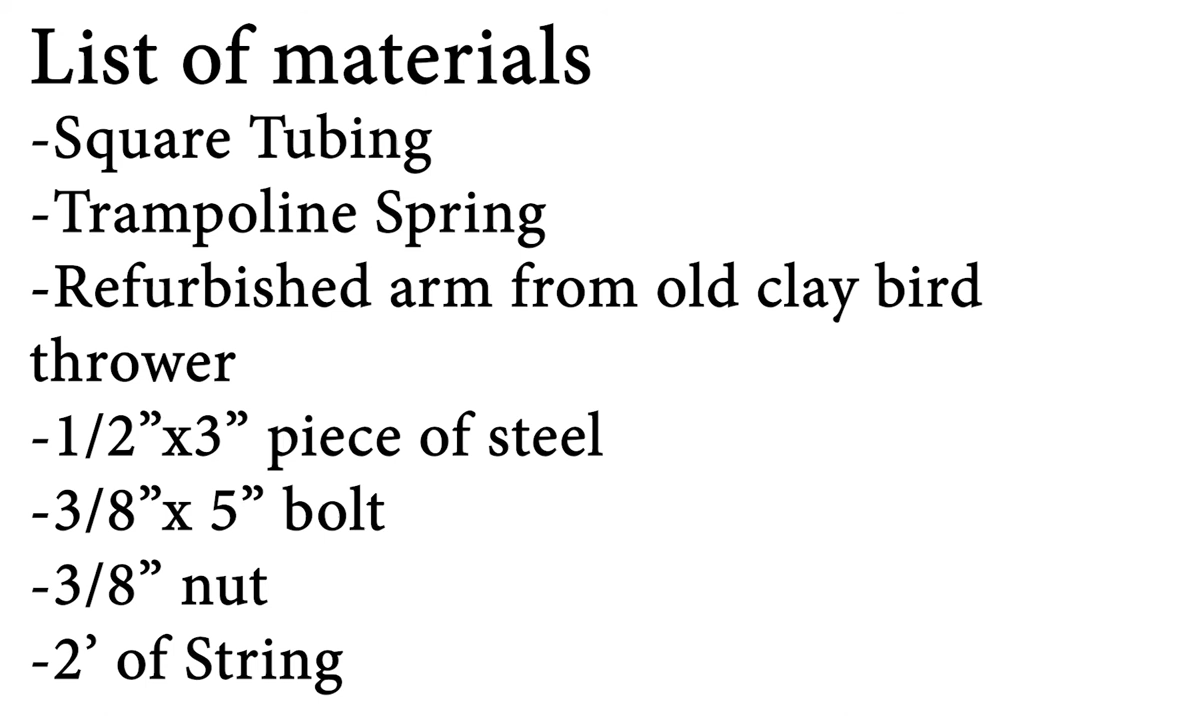 List of materials
-Square Tubing
-Trampoline Spring
-Refurbished arm from old clay bird
thrower
-1/2”x3” piece of steel
-3/8”x 5” bolt
-3/8” nut
-2’ of String